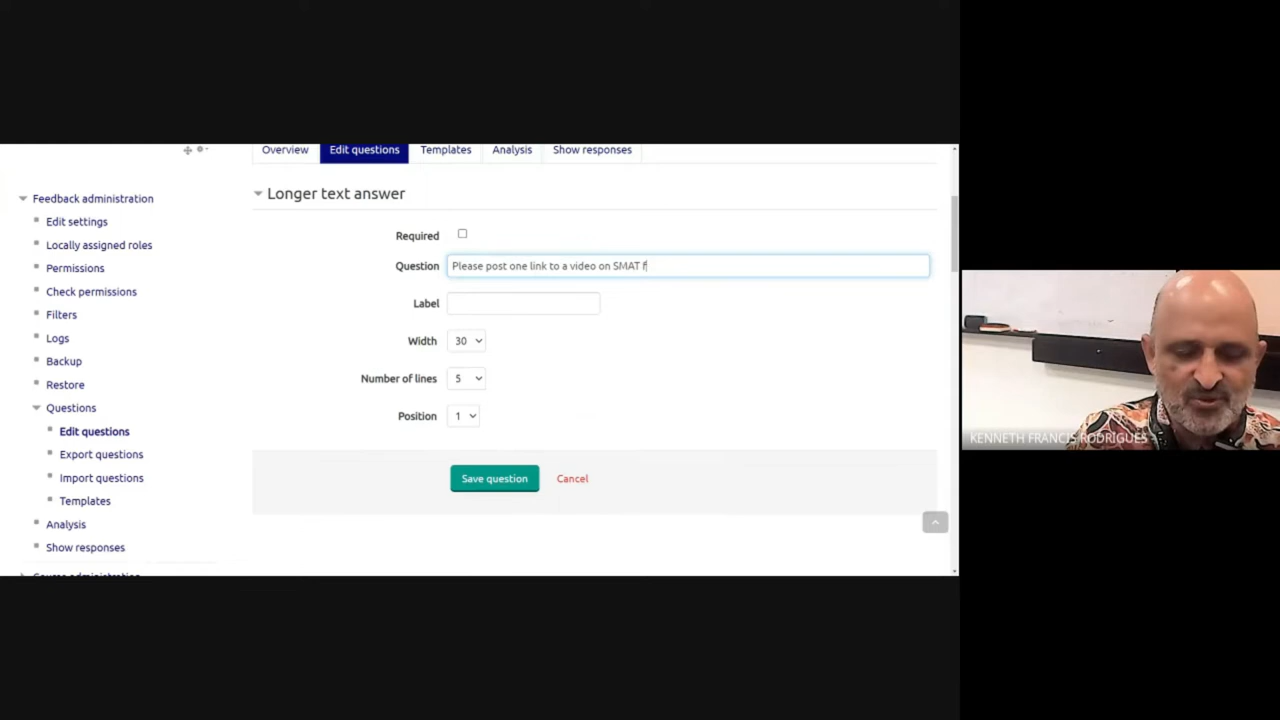 Overview Edit questions Templates Analysis Show responses
Feedback administration
Edit settings
Locally assigned roles
Permissions
Check permissions
Filters
Logs
Backup
Restore
Questions
Edit questions
Export questions
Import questions
Templates
Analysis
Show responses
Course administration
Longer text answer
Required
Question Please post one link to a video on SMAT f
Label
Width 30
Number of lines 5
Position 1
Save question Cancel
KENNETH FRANCIS RODRIGUES